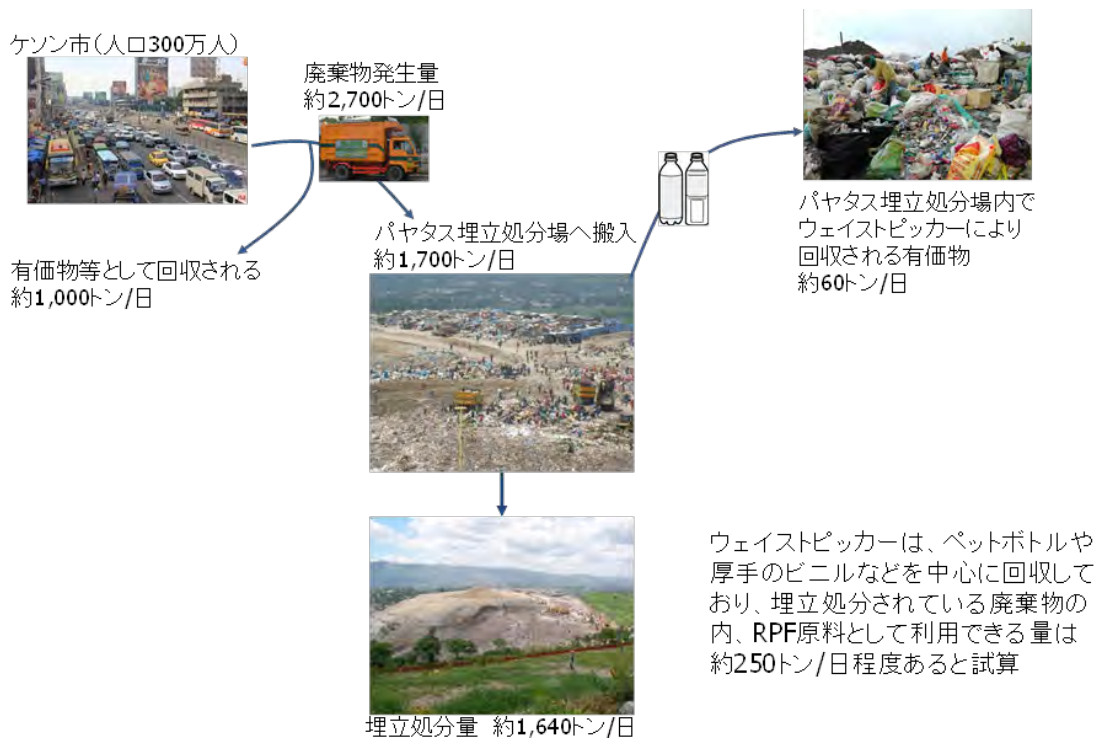 ケソン市(人口300万人)
廃棄物発生量
約2,700トン/日
有価物等として回収される
約1,000トン/日
パヤタス埋立処分場へ搬入
約1,700トン/日
パヤタス埋立処分場内で
ウェイストピッカーにより
回収される有価物
約60トン/日
埋立処分量 約1,640トン/日
ウェイストピッカーは、ペットボトルや
厚手のビニルなどを中心に回収して
おり、埋立処分されている廃棄物の
内、RPF原料として利用できる量は
約250トン/日程度あると試算